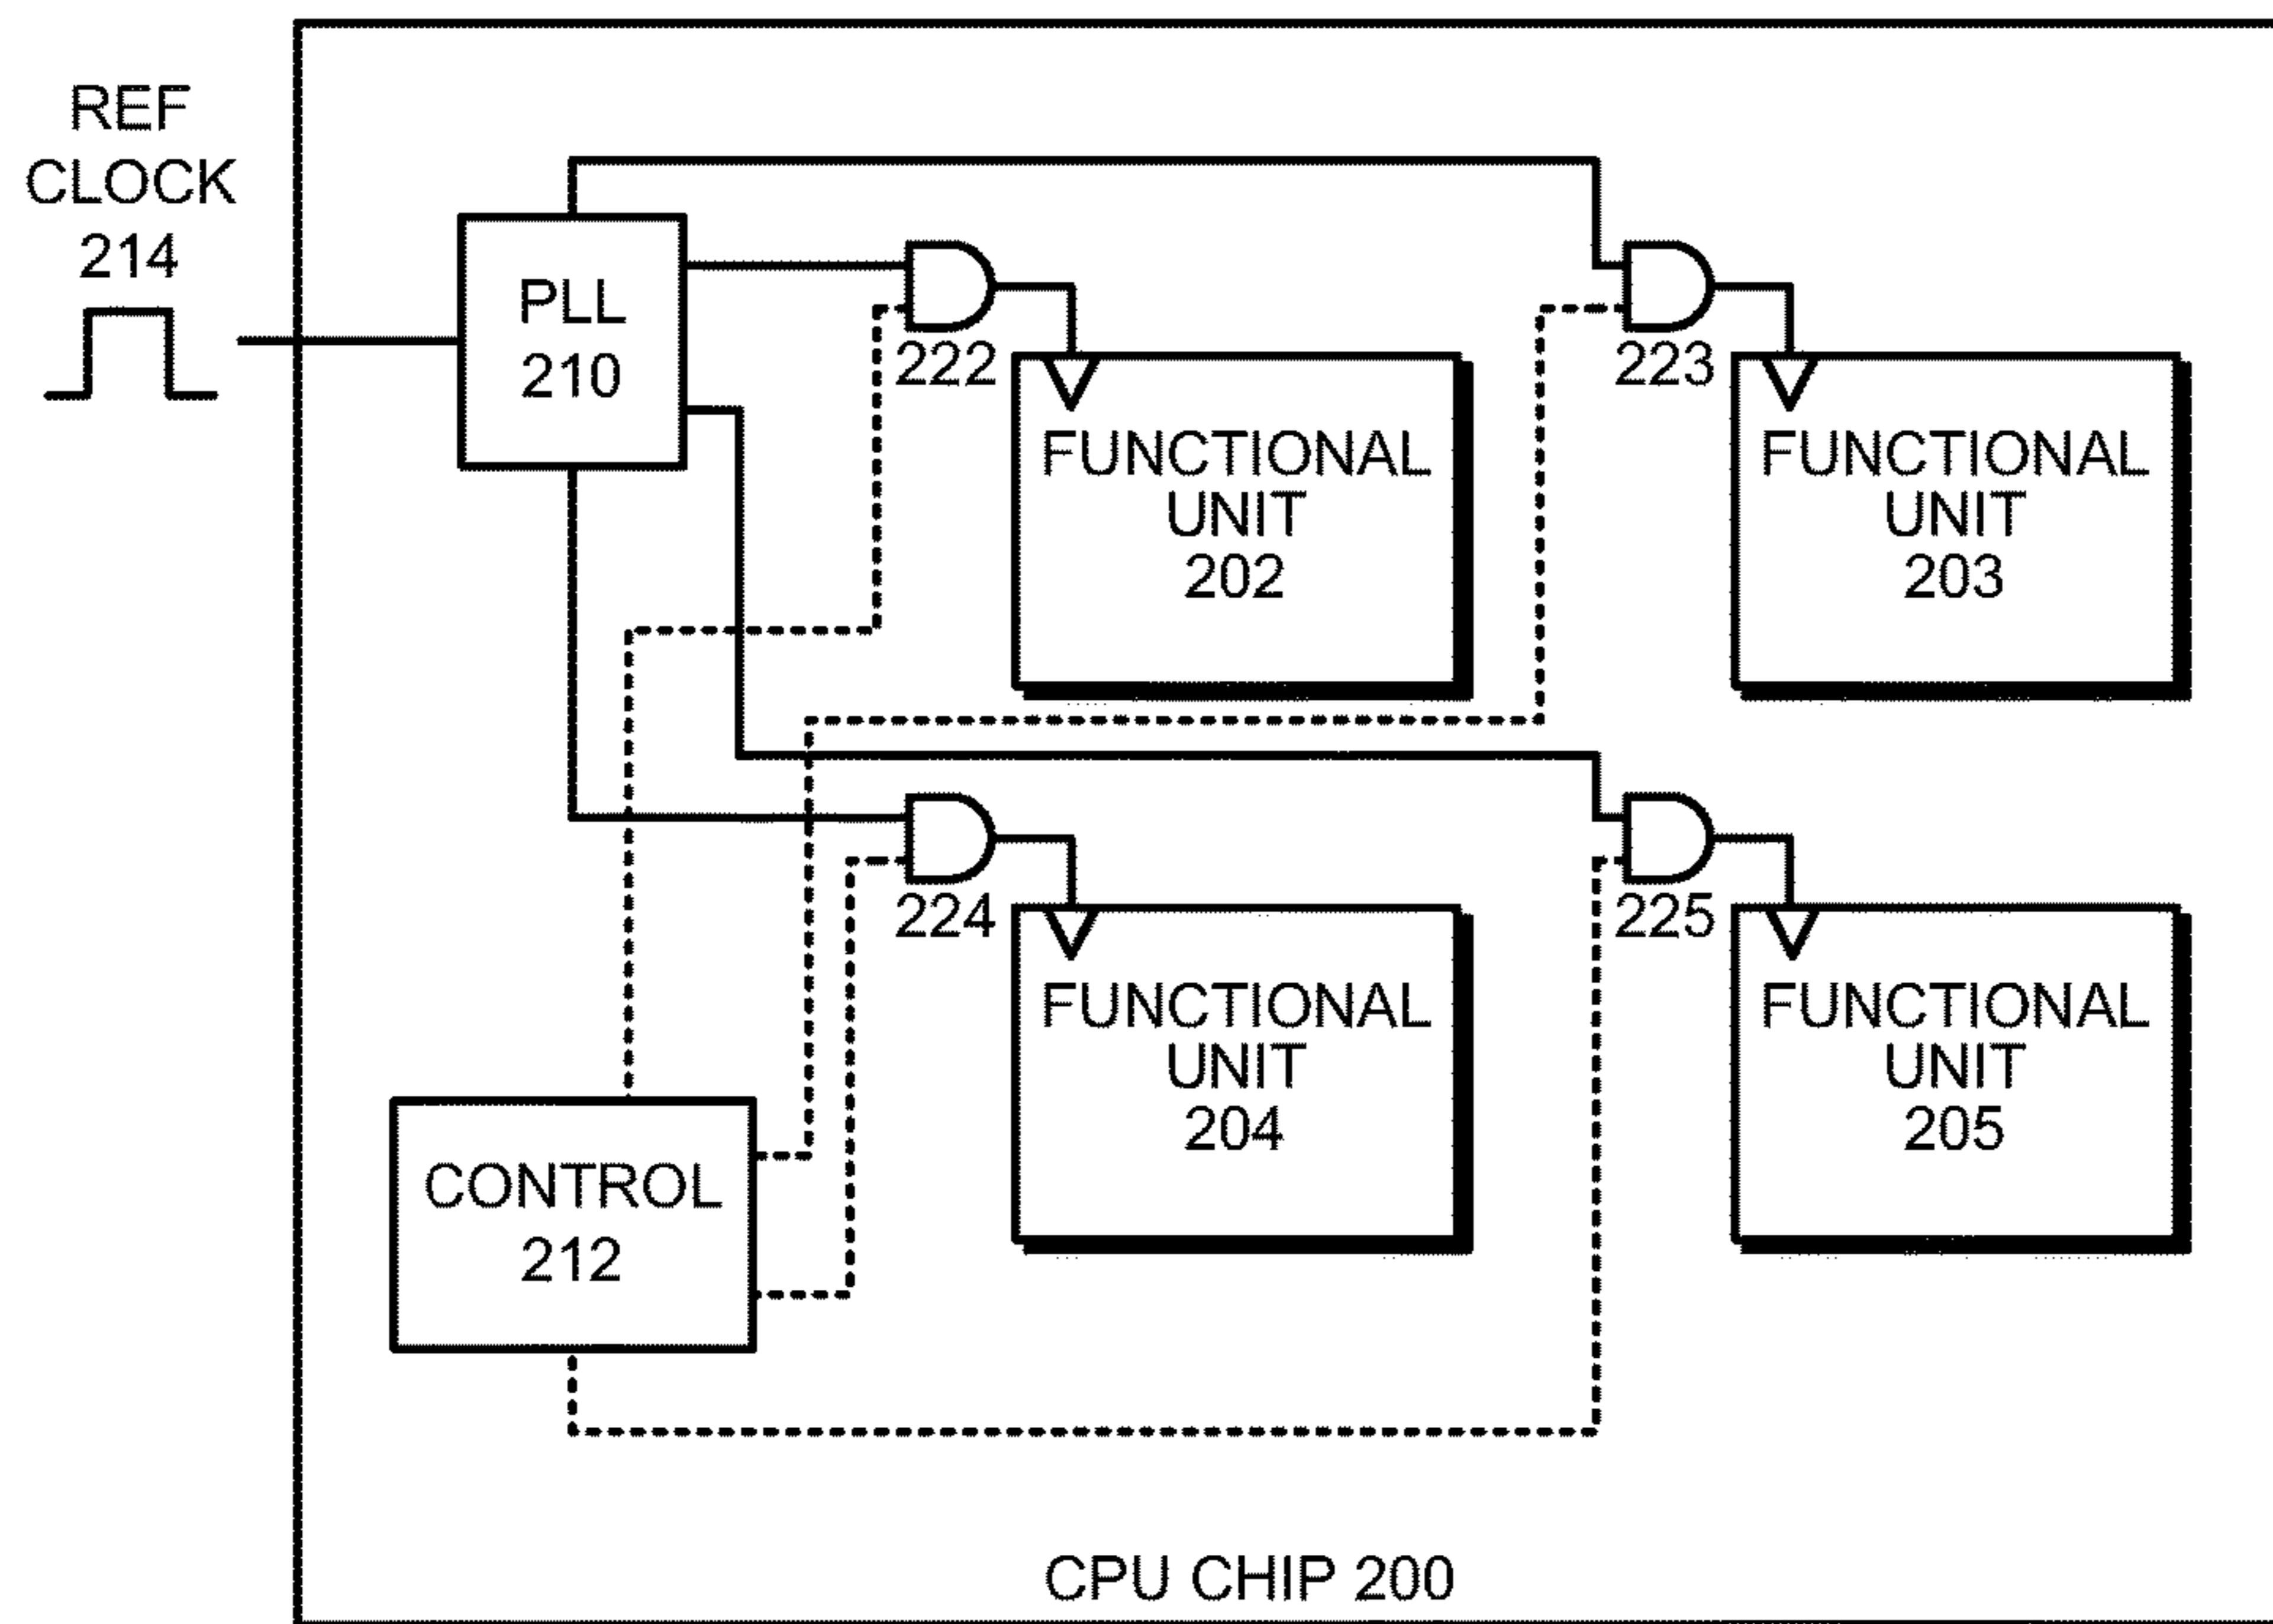 REF
CLOCK
214
PLL
210
222
223
FUNCTIONAL
UNIT
202
FUNCTIONAL
UNIT
203
224
225
FUNCTIONAL
UNIT
204
FUNCTIONAL
UNIT
205
CONTROL
212
CPU CHIP 200